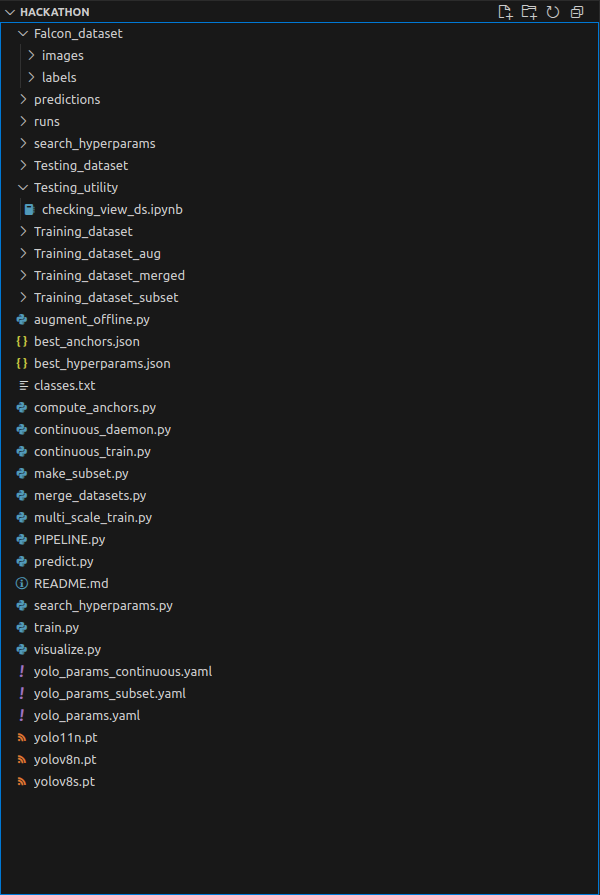 HACKATHON
Falcon_dataset
images
labels
predictions
runs
search_hyperparams
Testing_dataset
Testing_utility
checking_view_ds.ipynb
Training_dataset
Training_dataset_aug
Training_dataset_merged
Training_dataset_subset
augment_offline.py
{} best_anchors.json
{} best_hyperparams.json
classes.txt
compute_anchors.py
continuous_daemon.py
continuous_train.py
make_subset.py
merge_datasets.py
multi_scale_train.py
PIPELINE.py
predict.py
README.md
search_hyperparams.py
train.py
visualize.py
! yolo_params_continuous.yaml
! yolo_params_subset.yaml
! yolo_params.yaml
yolo11n.pt
yolov8n.pt
yolov8s.pt